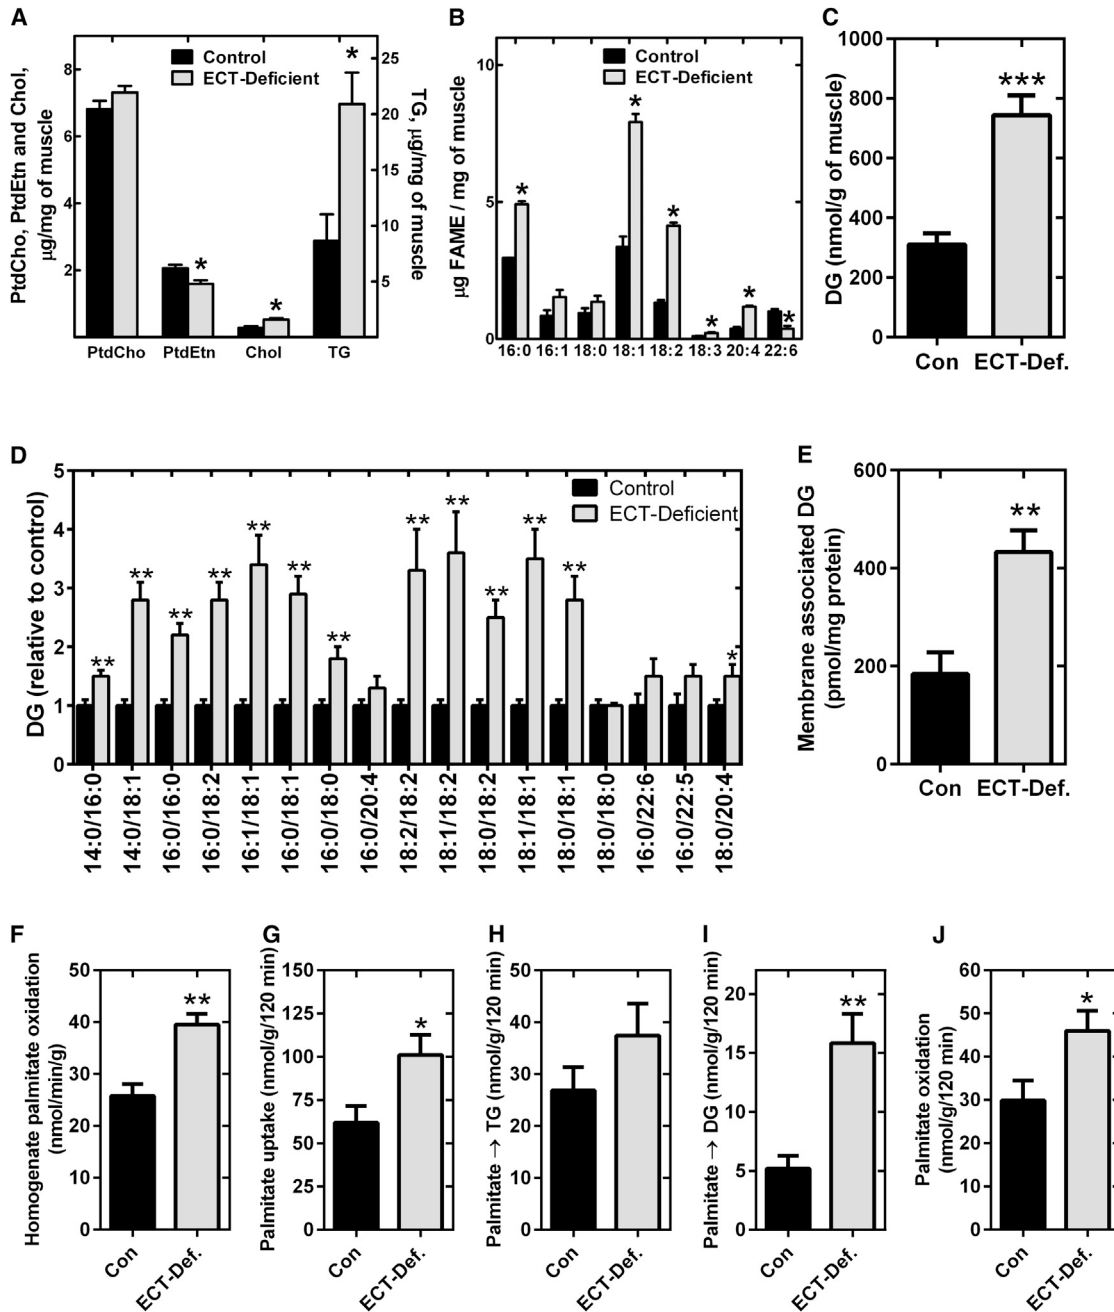 A
PtdCho, PtdEtn and Chol,
µg/mg of muscle
8
6
4
2
Control
ECT-Deficient
*
*
*
25
20
15
10
5
TG, µg/mg of muscle
PtdCho PtdEtn Chol TG
B
µg FAME / mg of muscle
10
5
0
Control
ECT-Deficient
*
*
*
*
*
*
16:0 16:1 18:0 18:1 18:2 18:3 20:4 22:6
C
DG (nmol/g of muscle)
1000
800
600
400
200
0
***
Con ECT-Def.
D
DG (relative to control)
5
4
3
2
1
0
Control
ECT-Deficient
**
**
**
**
**
**
**
**
**
**
**
**
*
14:0/16:0
14:0/18:1
16:0/16:0
16:0/18:2
16:1/18:1
16:0/18:1
16:0/18:0
16:0/20:4
18:2/18:2
18:1/18:2
18:0/18:2
18:1/18:1
18:0/18:1
18:0/18:0
16:0/22:6
16:0/22:5
18:0/20:4
E
Membrane associated DG
(pmol/mg protein)
600
400
200
0
**
Con ECT-Def.
F
Homogenate palmitate oxidation
(nmol/min/g)
50
40
30
20
10
0
**
Con
ECT-Def.
G
Palmitate uptake (nmol/g/120 min)
150
125
100
75
50
25
0
*
Con
ECT-Def.
H
Palmitate → TG (nmol/g/120 min)
50
40
30
20
10
0
Con
ECT-Def.
I
Palmitate → DG (nmol/g/120 min)
20
15
10
5
0
**
Con
ECT-Def.
J
Palmitate oxidation
(nmol/g/120 min)
60
50
40
30
20
10
0
*
Con
ECT-Def.